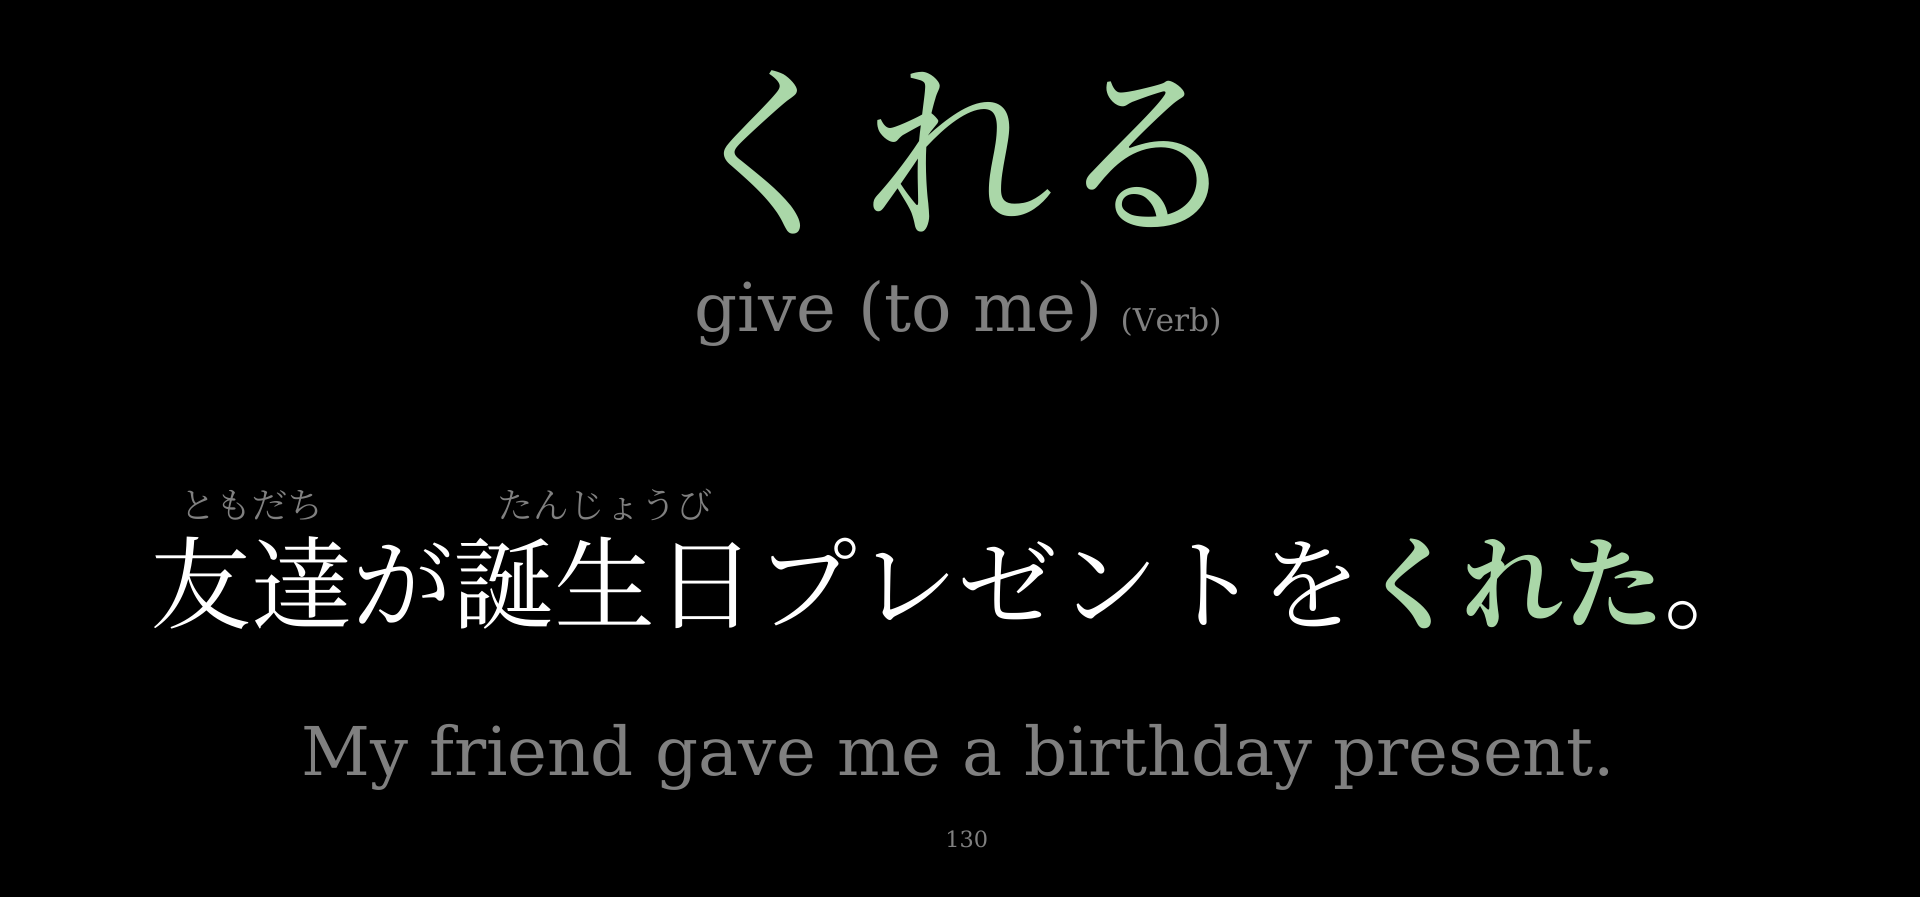 くれる
give (to me) (Verb)
ともだち たんじょうび
友達が誕生日プレゼントをくれた。
My friend gave me a birthday present.
130